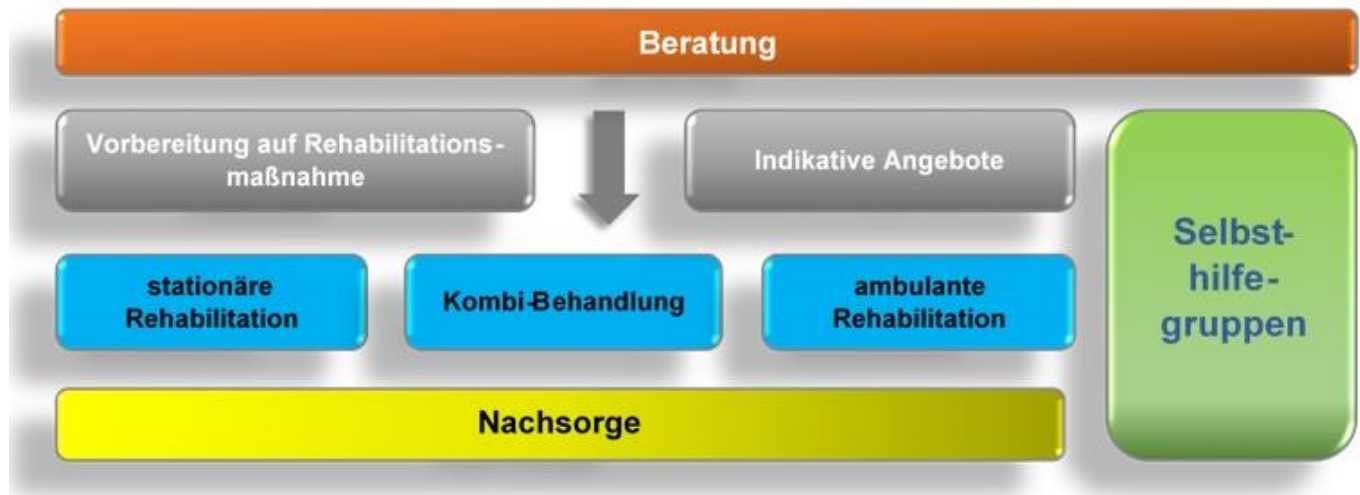 Beratung
Vorbereitung auf Rehabilitations-
maßnahme
Indikative Angebote
stationäre
Rehabilitation
Kombi-Behandlung
ambulante
Rehabilitation
Selbst-
hilfe-
gruppen
Nachsorge